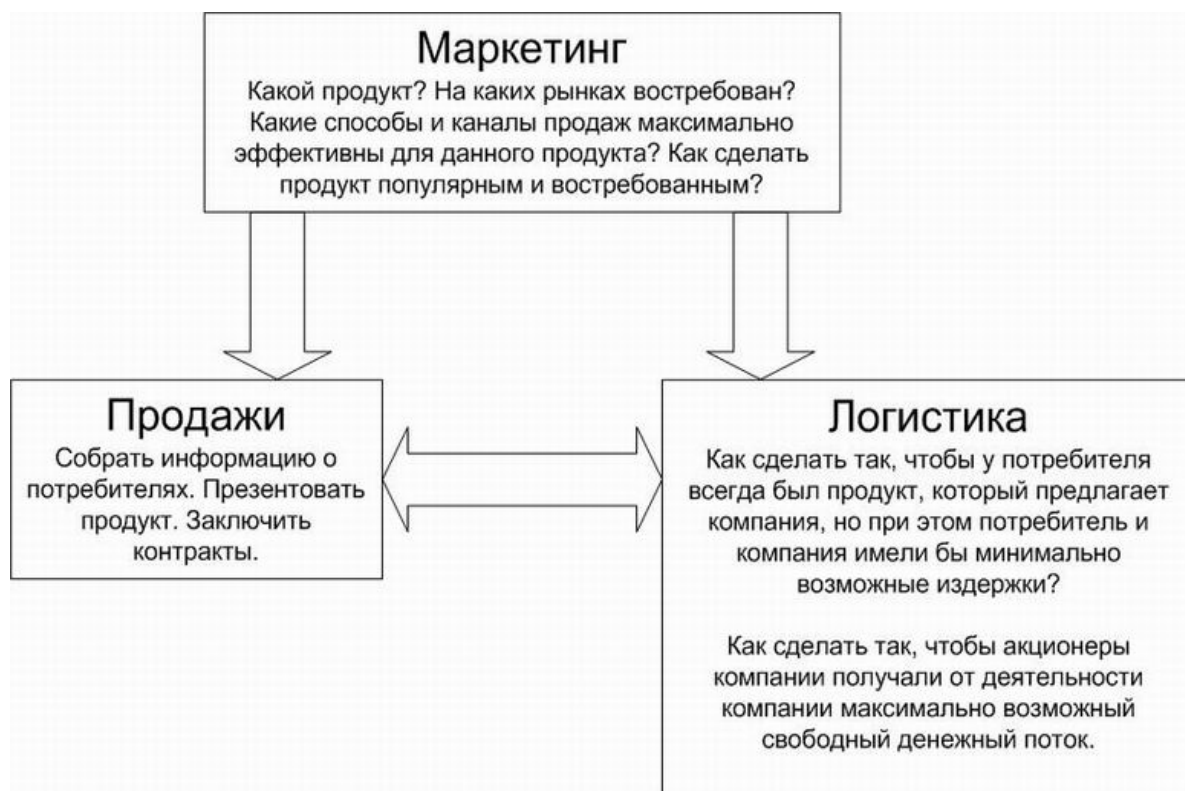 Маркетинг
Какой продукт? На каких рынках востребован?
Какие способы и каналы продаж максимально
эффективны для данного продукта? Как сделать
продукт популярным и востребованным?
Продажи
Собрать информацию о
потребителях. Презентовать
продукт. Заключить
контракты.
Логистика
Как сделать так, чтобы у потребителя
всегда был продукт, который предлагает
компания, но при этом потребитель и
компания имели бы минимально
возможные издержки?
Как сделать так, чтобы акционеры
компании получали от деятельности
компании максимально возможный
свободный денежный поток.